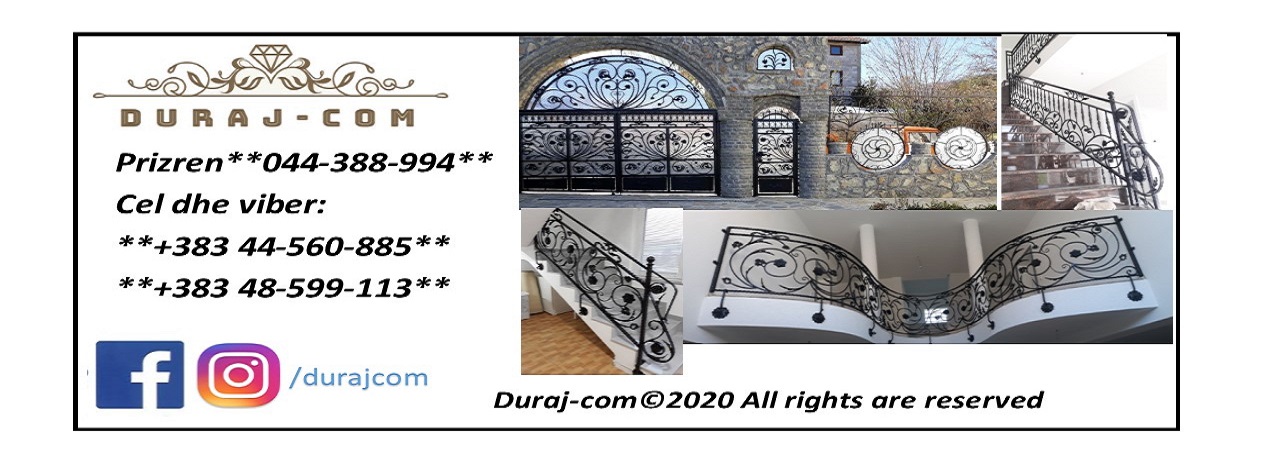 DURAJ-COM
Prizren**044-388-994**
Cel dhe viber:
**+383 44-560-885**
**+383 48-599-113**
/durajcom
Duraj-com©2020 All rights are reserved